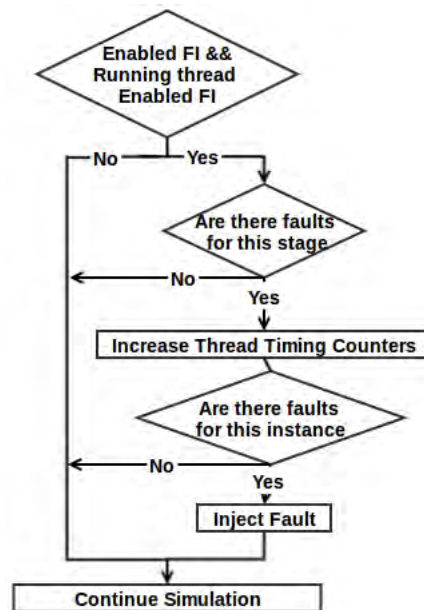 Enabled FI &&
Running thread
Enabled FI
No
Yes
Are there faults
for this stage
No
Yes
Increase Thread Timing Counters
Are there faults
for this instance
No
Yes
Inject Fault
Continue Simulation